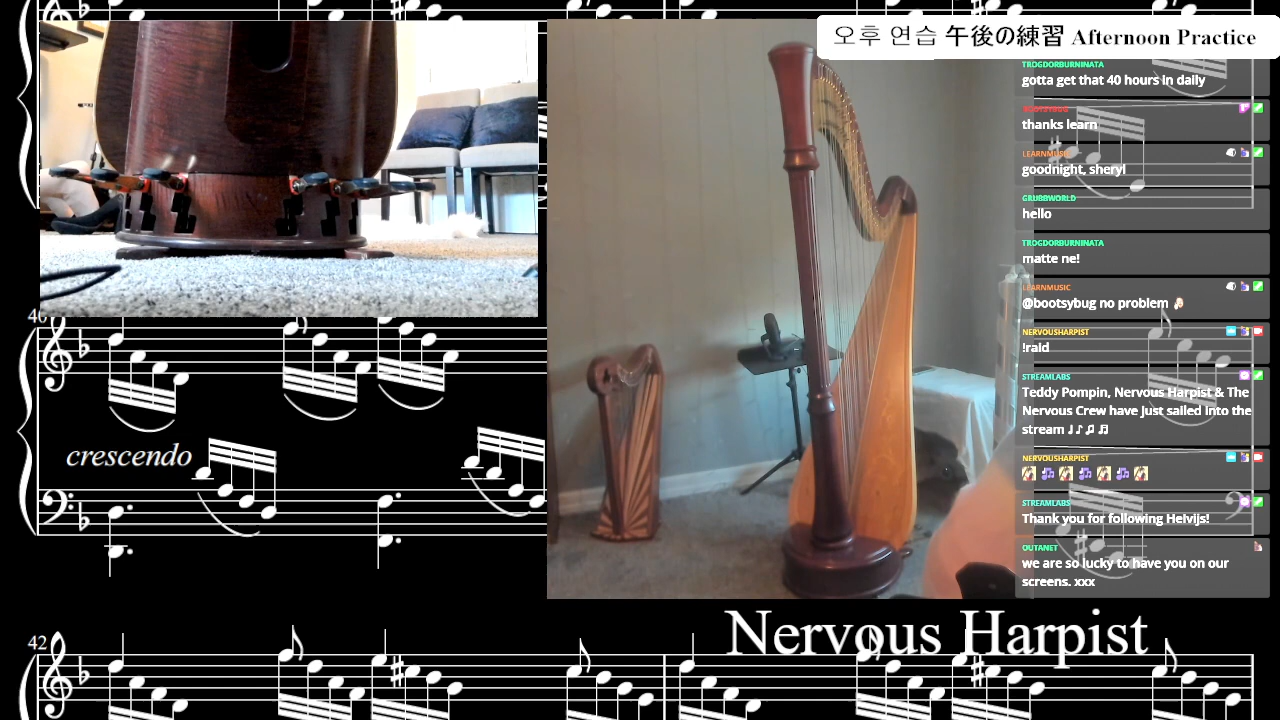 오후 연습 午後の練習 Afternoon Practice
TROGDORBURNINATA
gotta get that 40 hours in daily
BOOTSYBUG
thanks learn
LEARNMUSIC
goodnight, sheryl
GRUBBWORLD
hello
TROGDORBURNINATA
matte ne!
LEARNMUSIC
@bootsybug no problem
NERVOUSHARPIST
!raid
STREAMLABS
Teddy Pompin, Nervous Harpist & The
Nervous Crew have just sailed into the
stream ♩ ♪ ♫ ♬
NERVOUSHARPIST
STREAMLABS
Thank you for following Helvijs!
OUTANET
we are so lucky to have you on our
screens. xxx
40
crescendo
42
Nervous Harpist